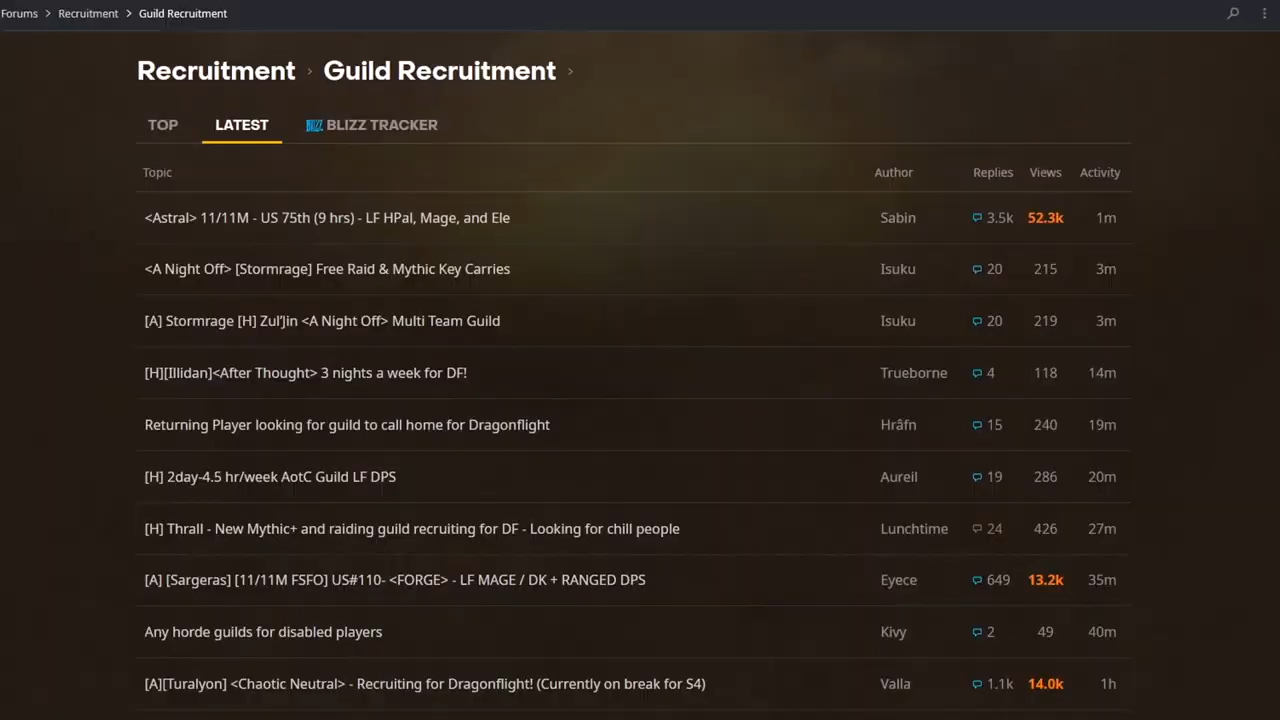 Forums > Recruitment > Guild Recruitment
Recruitment > Guild Recruitment >
TOP LATEST BLIZZ BLIZZ TRACKER
Topic Author Replies Views Activity
<Astral> 11/11M - US 75th (9 hrs) - LF HPal, Mage, and Ele Sabin 3.5k 52.3k 1m
<A Night Off> [Stormrage] Free Raid & Mythic Key Carries Isuku 20 215 3m
[A] Stormrage [H] Zul'Jin <A Night Off> Multi Team Guild Isuku 20 219 3m
[H][Illidan]<After Thought> 3 nights a week for DF! Trueborne 4 118 14m
Returning Player looking for guild to call home for Dragonflight Hrâfn 15 240 19m
[H] 2day-4.5 hr/week AotC Guild LF DPS Aureil 19 286 20m
[H] Thrall - New Mythic+ and raiding guild recruiting for DF - Looking for chill people Lunchtime 24 426 27m
[A] [Sargeras] [11/11M FSFO] US#110- <FORGE> - LF MAGE / DK + RANGED DPS Eyece 649 13.2k 35m
Any horde guilds for disabled players Kivy 2 49 40m
[A][Turalyon] <Chaotic Neutral> - Recruiting for Dragonflight! (Currently on break for S4) Valla 1.1k 14.0k 1h